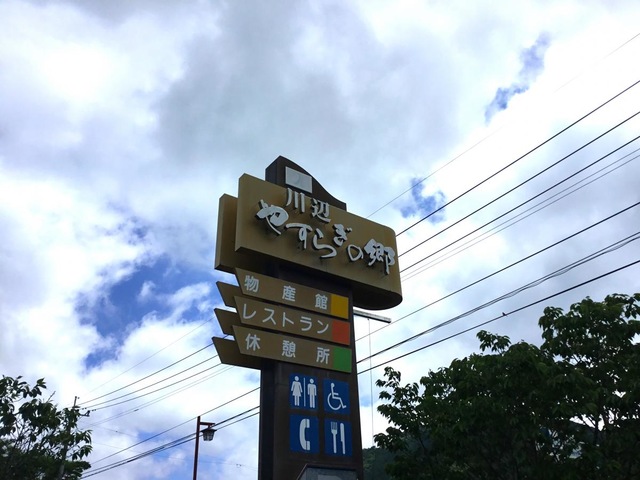 川辺
やすらぎの郷
物産館
レストラン
休憩所